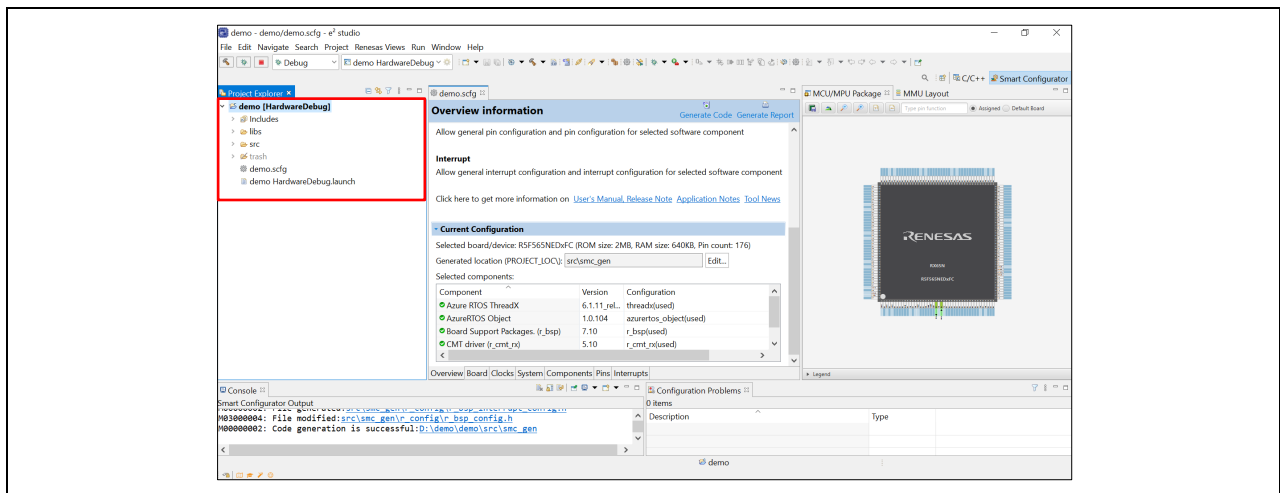 demo - demo/demo.scfg - e² studio
File Edit Navigate Search Project Renesas Views Run Window Help
Debug
demo HardwareDebug
C/C++ Smart Configurator
Project Explorer
demo [HardwareDebug]
Includes
libs
src
trash
demo.scfg
demo HardwareDebug.launch
demo.scfg
Overview information
Generate Code Generate Report
Allow general pin configuration and pin configuration for selected software component
Interrupt
Allow general interrupt configuration and interrupt configuration for selected software component
Click here to get more information on User's Manual, Release Note Application Notes Tool News
Current Configuration
Selected board/device: R5F565NEDxFC (ROM size: 2MB, RAM size: 640KB, Pin count: 176)
Generated location (PROJECT_LOC\): src\smc_gen Edit...
Selected components:
Component Version Configuration
Azure RTOS ThreadX 6.1.11_rel... threadx(used)
AzureRTOS Object 1.0.104 azurertos_object(used)
Board Support Packages. (r_bsp) 7.10 r_bsp(used)
CMT driver (r_cmt_rx) 5.10 r_cmt_rx(used)
Overview Board Clocks System Components Pins Interrupts
MCU/MPU Package MMU Layout
Type pin function Assigned Default Board
RENESAS
RX65N
R5F565NEDxFC
Legend
Console
Smart Configurator Output
M03000004: File modified:src\smc_gen\r_config\r_bsp_config.h
M00000002: Code generation is successful:D:\demo\demo\src\smc_gen
Configuration Problems
0 items
Description Type
demo